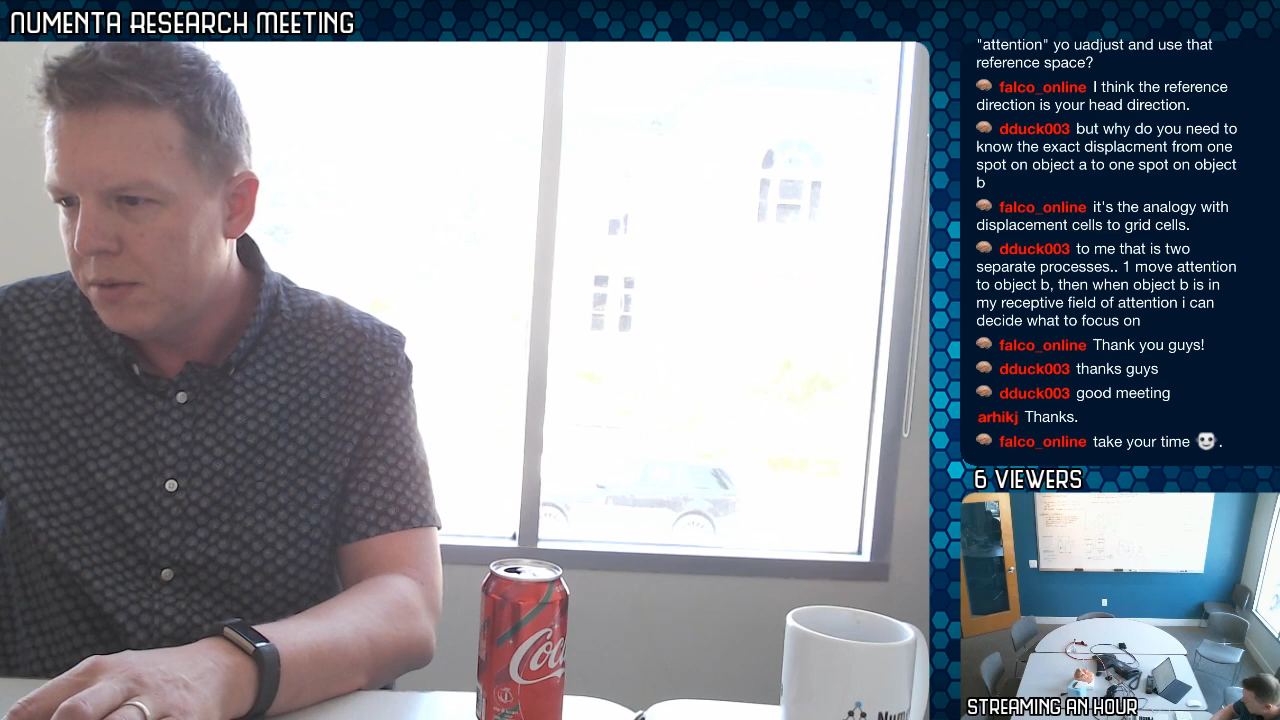 NUMENTA RESEARCH MEETING
"attention" yo uadjust and use that
reference space?
falco_online I think the reference
direction is your head direction.
dduck003 but why do you need to
know the exact displacment from one
spot on object a to one spot on object
b
falco_online it's the analogy with
displacement cells to grid cells.
dduck003 to me that is two
separate processes.. 1 move attention
to object b, then when object b is in
my receptive field of attention i can
decide what to focus on
falco_online Thank you guys!
dduck003 thanks guys
dduck003 good meeting
arhikj Thanks.
falco_online take your time .
6 VIEWERS
STREAMING AN HOUR
Coca
Num